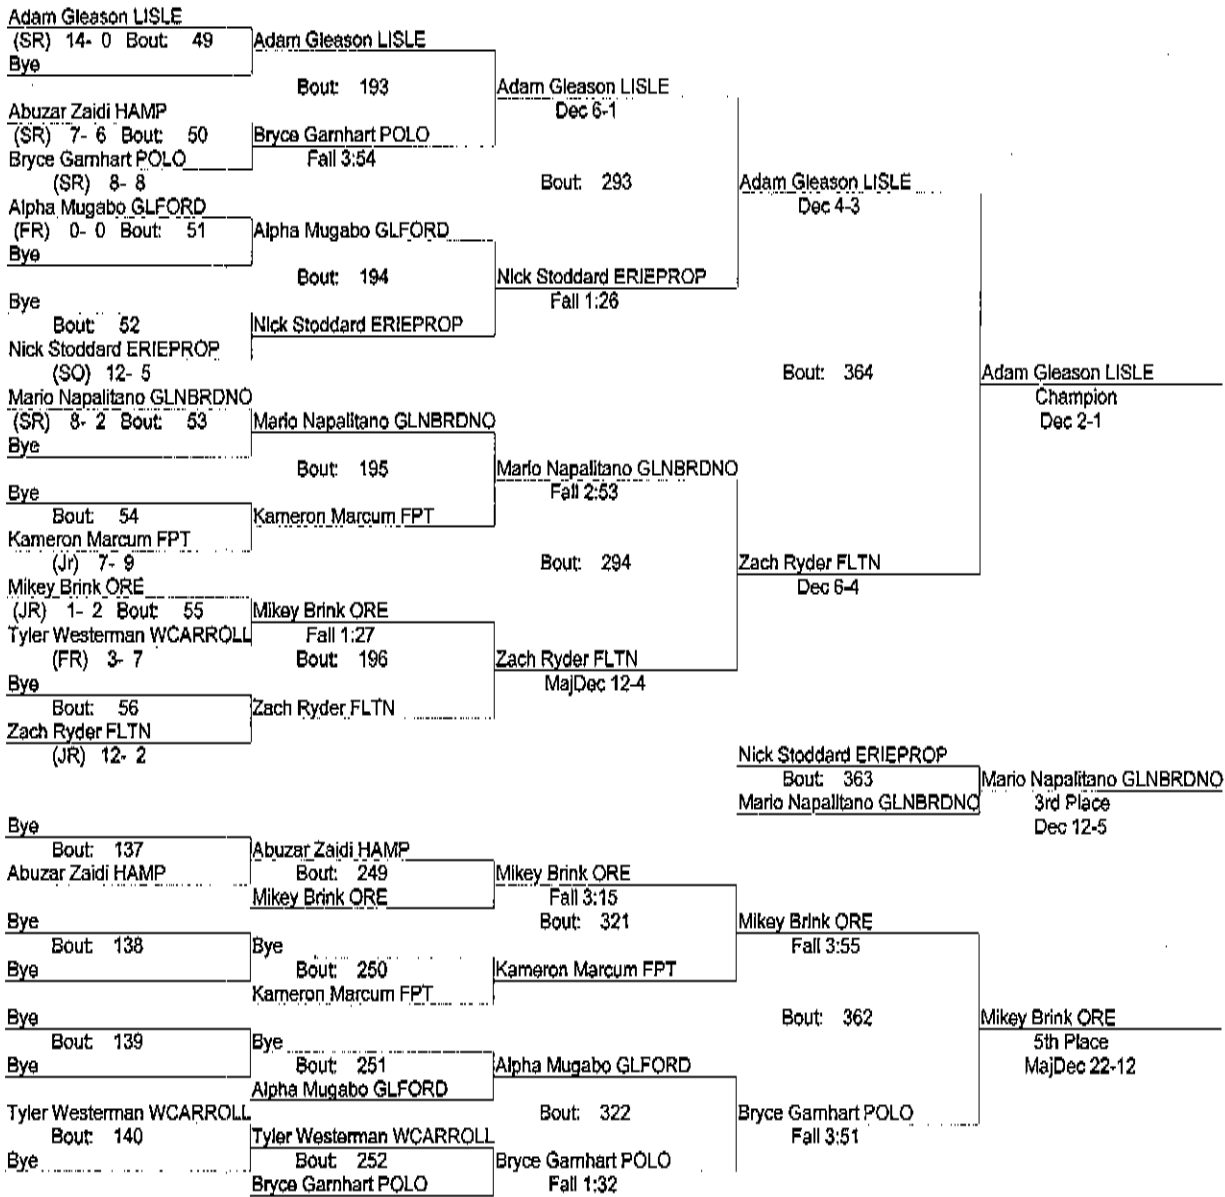 Adam Gleason LISLE
(SR) 14- 0 Bout: 49
Bye
Abuzar Zaidi HAMP
(SR) 7- 6 Bout: 50
Bryce Garnhart POLO
(SR) 8- 8
Alpha Mugabo GLFORD
(FR) 0- 0 Bout: 51
Bye
Bye
Bout: 52
Nick Stoddard ERIEPROP
(SO) 12- 5
Mario Napalitano GLNBRDNO
(SR) 8- 2 Bout: 53
Bye
Bye
Bout: 54
Kameron Marcum FPT
(Jr) 7- 9
Mikey Brink ORE
(JR) 1- 2 Bout: 55
Tyler Westerman WCARROLL
(FR) 3- 7
Bye
Bout: 56
Zach Ryder FLTN
(JR) 12- 2
Adam Gleason LISLE
Bout: 193
Bryce Garnhart POLO
Fall 3:54
Alpha Mugabo GLFORD
Bout: 194
Nick Stoddard ERIEPROP
Mario Napalitano GLNBRDNO
Bout: 195
Kameron Marcum FPT
Mikey Brink ORE
Fall 1:27
Bout: 196
Zach Ryder FLTN
Adam Gleason LISLE
Dec 6-1
Bout: 293
Nick Stoddard ERIEPROP
Fall 1:26
Mario Napalitano GLNBRDNO
Fall 2:53
Bout: 294
Zach Ryder FLTN
MajDec 12-4
Adam Gleason LISLE
Dec 4-3
Bout: 364
Zach Ryder FLTN
Dec 6-4
Adam Gleason LISLE
Champion
Dec 2-1
Nick Stoddard ERIEPROP
Bout: 363
Mario Napalitano GLNBRDNO
Mario Napalitano GLNBRDNO
3rd Place
Dec 12-5
Bye
Bout: 137
Abuzar Zaidi HAMP
Bye
Bout: 138
Bye
Bye
Bout: 139
Bye
Tyler Westerman WCARROLL
Bout: 140
Bye
Abuzar Zaidi HAMP
Bout: 249
Mikey Brink ORE
Bye
Bout: 250
Kameron Marcum FPT
Bye
Bout: 251
Alpha Mugabo GLFORD
Tyler Westerman WCARROLL
Bout: 252
Bryce Garnhart POLO
Mikey Brink ORE
Fall 3:15
Bout: 321
Kameron Marcum FPT
Alpha Mugabo GLFORD
Bout: 322
Bryce Garnhart POLO
Fall 1:32
Mikey Brink ORE
Fall 3:55
Bout: 362
Bryce Garnhart POLO
Fall 3:51
Mikey Brink ORE
5th Place
MajDec 22-12